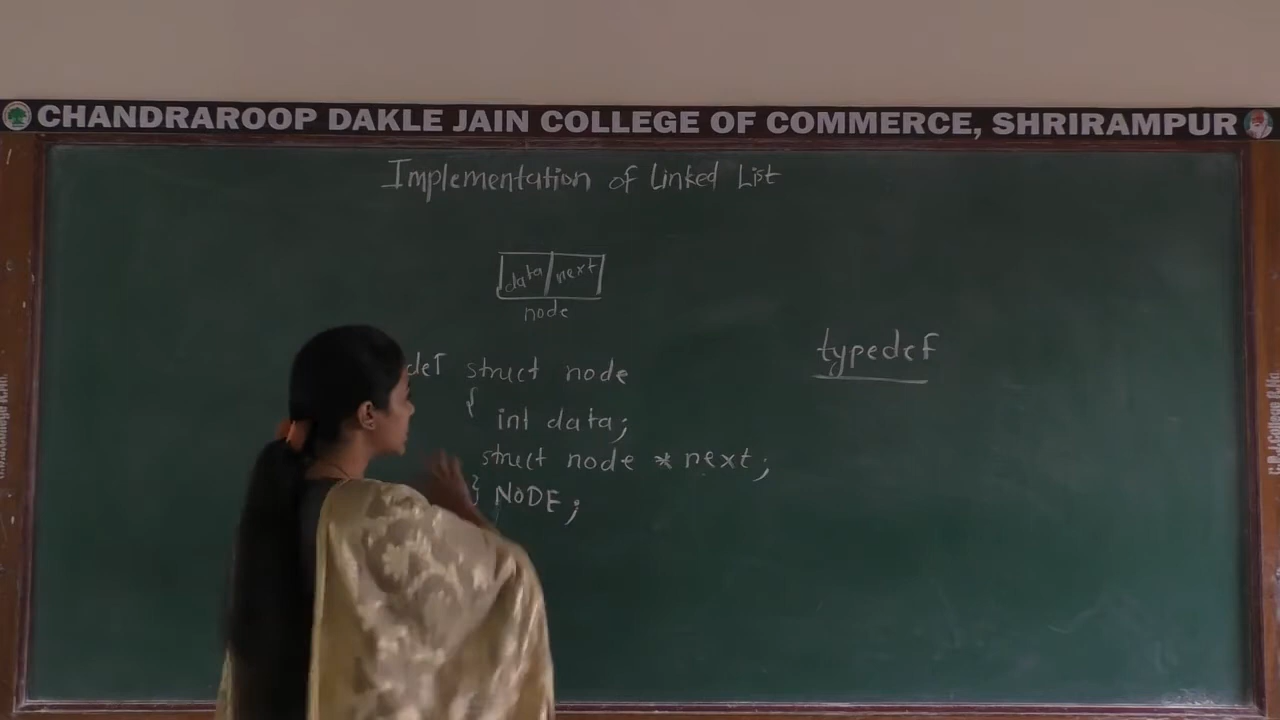 CHANDRAROOP DAKLE JAIN COLLEGE OF COMMERCE, SHRIRAMPUR
Implementation of Linked List
data next
node
typedef
def struct node
{
int data;
struct node * next;
} NODE;